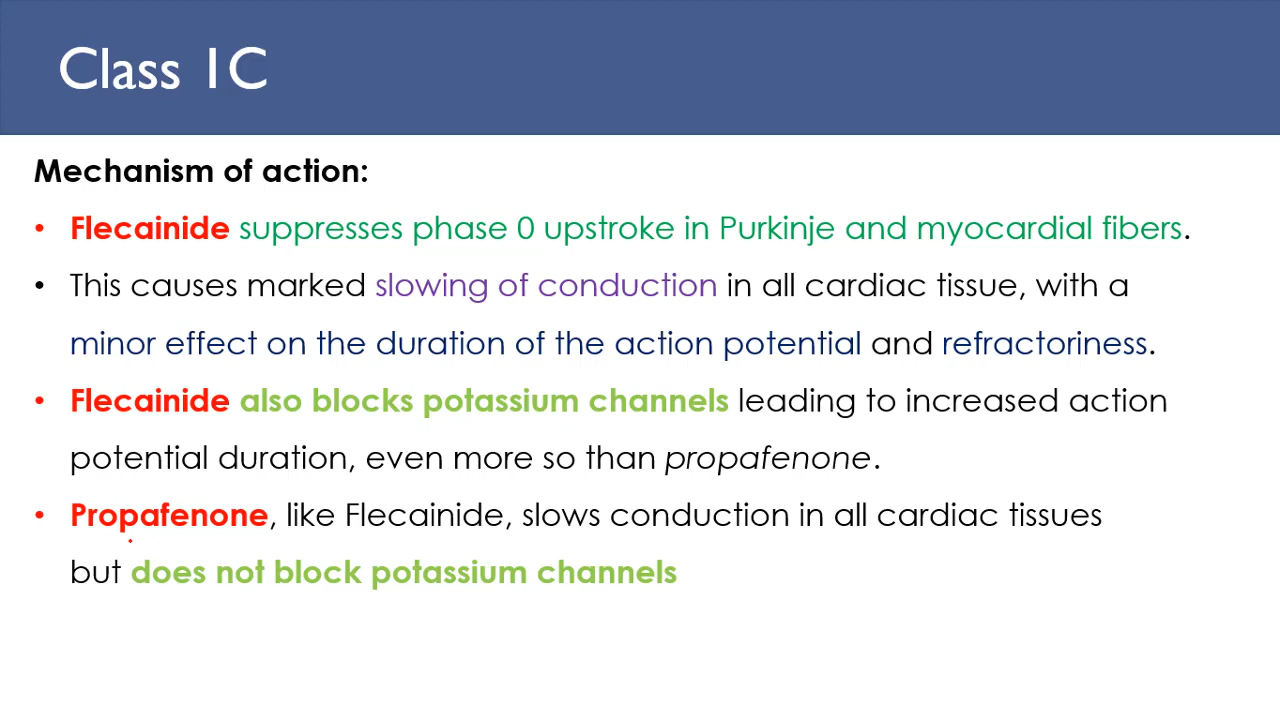 Class 1C
Mechanism of action:
• Flecainide suppresses phase 0 upstroke in Purkinje and myocardial fibers.
• This causes marked slowing of conduction in all cardiac tissue, with a
minor effect on the duration of the action potential and refractoriness.
• Flecainide also blocks potassium channels leading to increased action
potential duration, even more so than propafenone.
• Propafenone, like Flecainide, slows conduction in all cardiac tissues
but does not block potassium channels